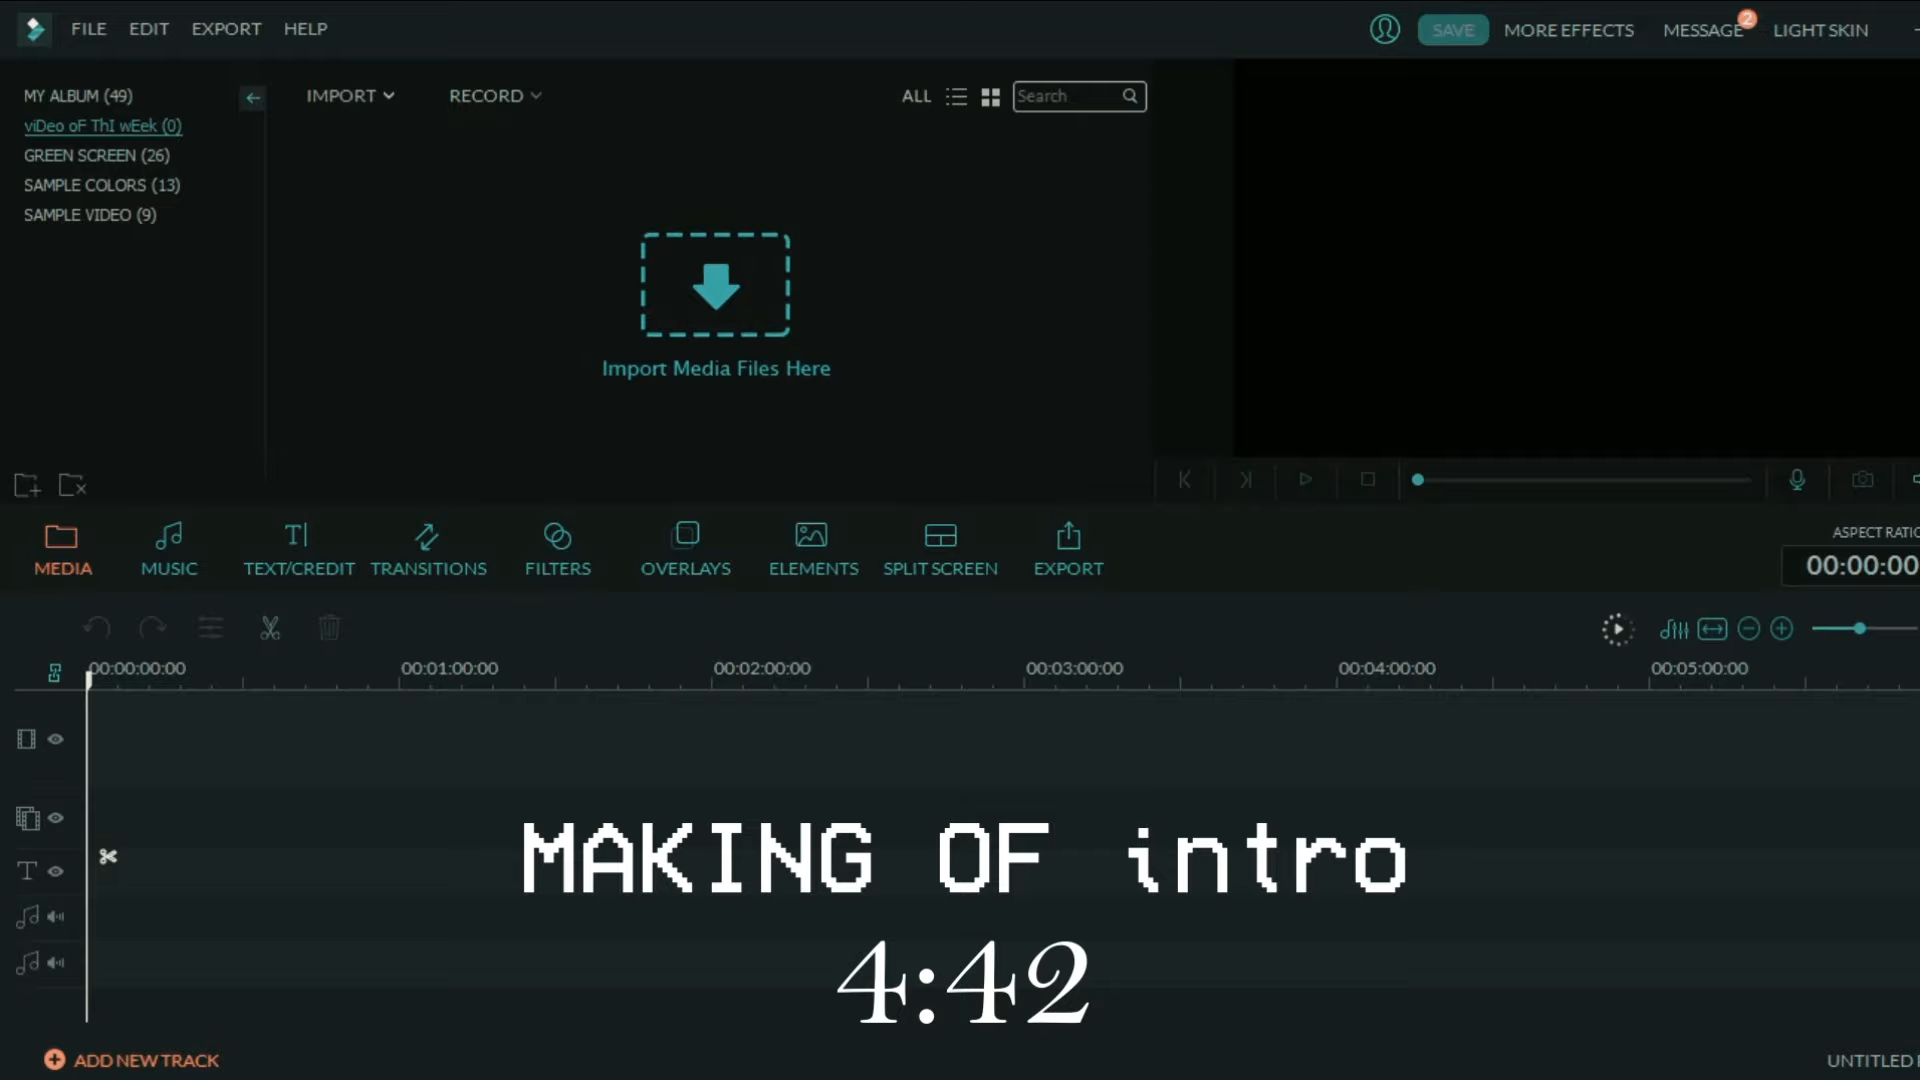 FILE EDIT EXPORT HELP
SAVE MORE EFFECTS MESSAGE 2 LIGHT SKIN
MY ALBUM (49)
viDeo oF ThI wEek (0)
GREEN SCREEN (26)
SAMPLE COLORS (13)
SAMPLE VIDEO (9)
IMPORT RECORD ALL Search
Import Media Files Here
MEDIA MUSIC TEXT/CREDIT TRANSITIONS FILTERS OVERLAYS ELEMENTS SPLIT SCREEN EXPORT
ASPECT RATIO
00:00:00
00:00:00:00 00:01:00:00 00:02:00:00 00:03:00:00 00:04:00:00 00:05:00:00
MAKING OF intro
4:42
ADD NEW TRACK
UNTITLED